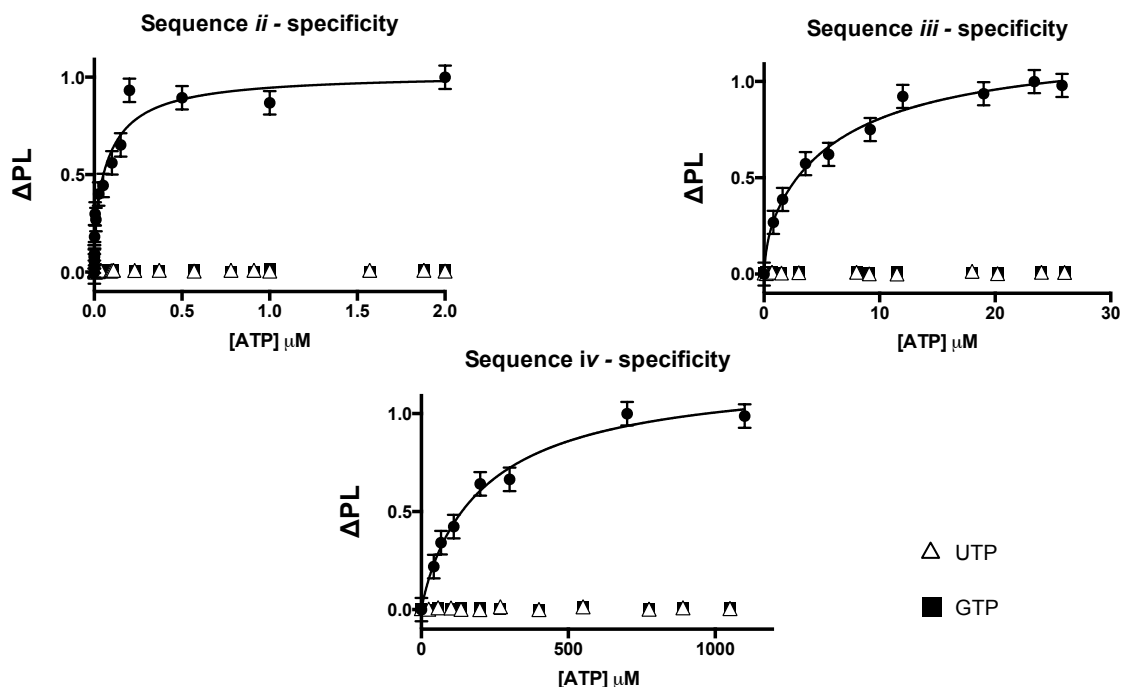 Sequence ii - specificity
1.0
0.5
0.0
ΔPL
0.0 0.5 1.0 1.5 2.0
[ATP] μM
Sequence iii - specificity
1.0
0.5
0.0
ΔPL
0 10 20 30
[ATP] μM
Sequence iv - specificity
1.0
0.5
0.0
ΔPL
0 500 1000
[ATP] μM
UTP
GTP